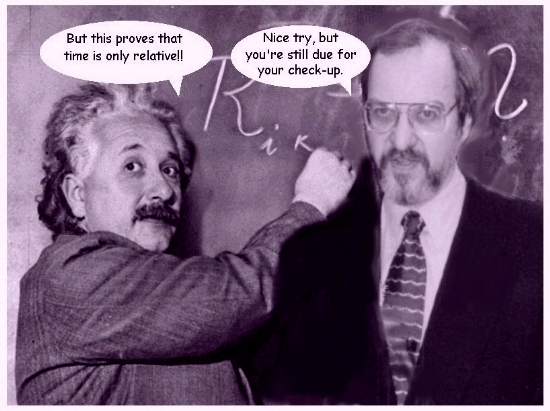 But this proves that
time is only relative!!
Nice try, but
you're still due for
your check-up.
R i k